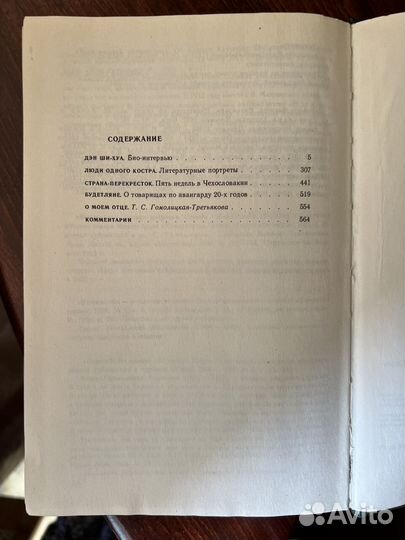 СОДЕРЖАНИЕ
ДЭН ШИ-ХУА. Био-интервью . . . . . . . . . . . . 5
ЛЮДИ ОДНОГО КОСТРА. Литературные портреты . . . . . . 307
СТРАНА-ПЕРЕКРЕСТОК. Пять недель в Чехословакии . . . . . 441
БУДЕТЛЯНЕ. О товарищах по авангарду 20-х годов . . . . . 519
О МОЕМ ОТЦЕ. Т. С. Гомолицкая-Третьякова . . . . . . . 554
КОММЕНТАРИИ . . . . . . . . . . . . . . . . 564
Avito